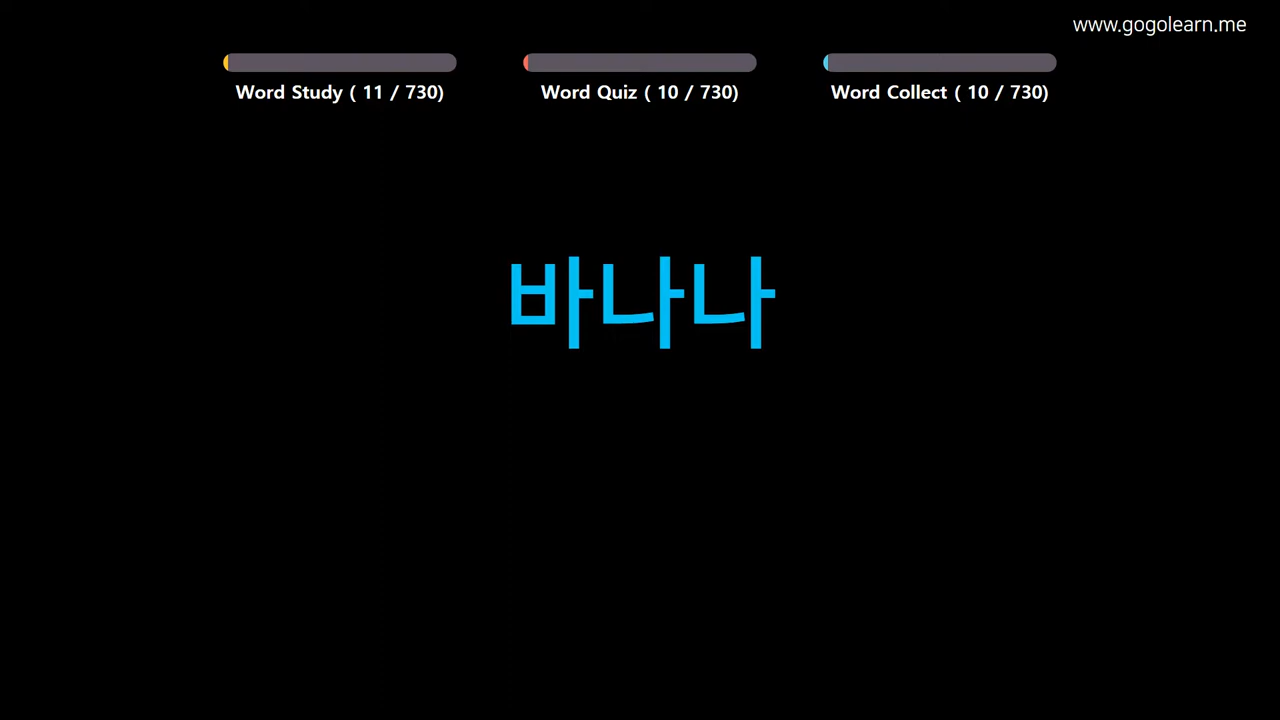 www.gogolearn.me
Word Study ( 11 / 730)
Word Quiz ( 10 / 730)
Word Collect ( 10 / 730)
바나나